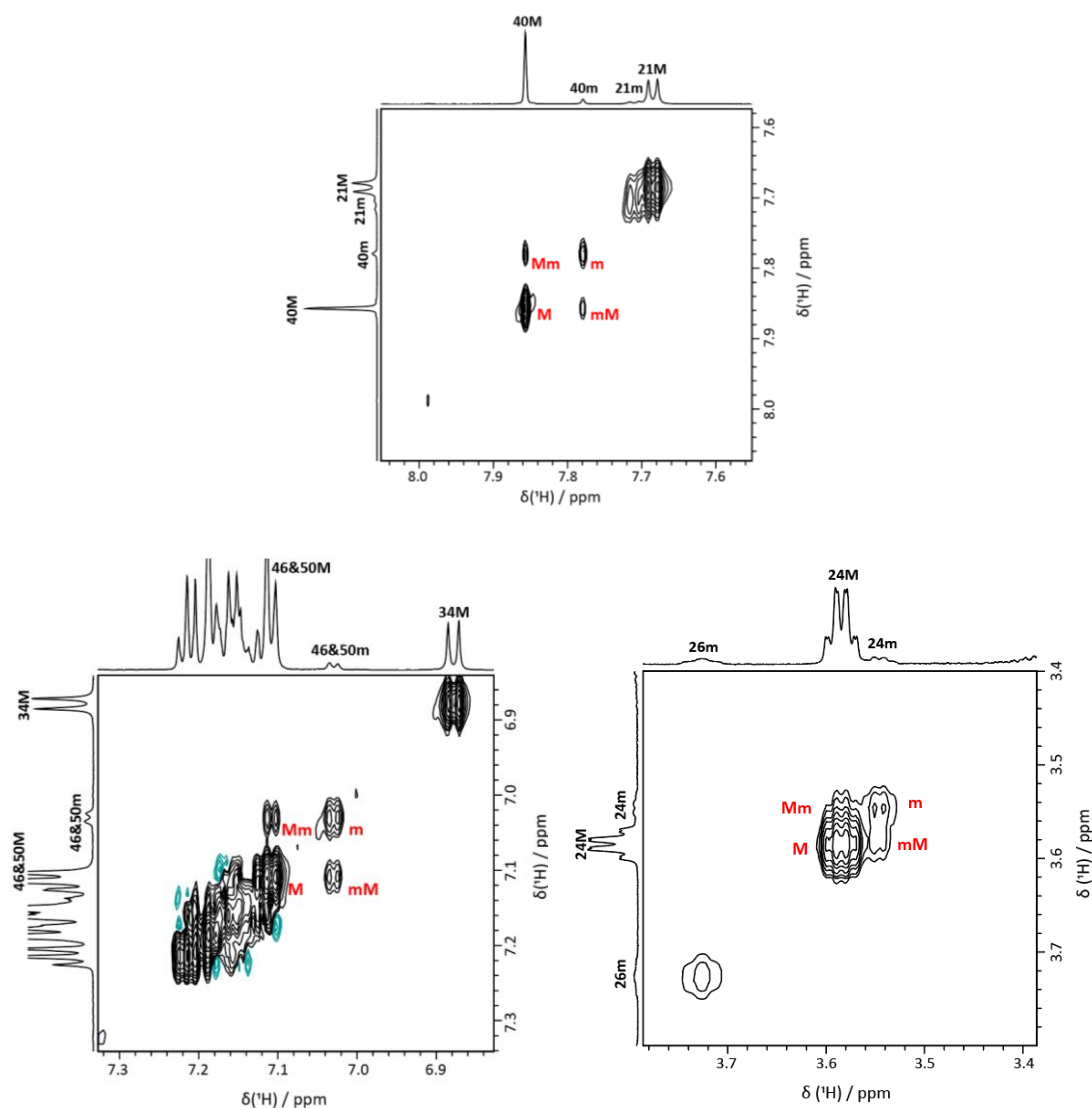 40M
40m
21m
21M
21M
21m
40m
40M
7.6
7.7
7.8
7.9
8.0
Mm
m
M
mM
δ(¹H) / ppm
8.0
7.9
7.8
7.7
7.6
δ(¹H) / ppm
46&50M
46&50m
34M
34M
46&50m
46&50M
6.9
7.0
7.1
7.2
7.3
Mm
m
M
mM
δ(¹H) / ppm
7.3
7.2
7.1
7.0
6.9
δ(¹H) / ppm
24M
26m
24m
24m
24M
26m
3.4
3.5
3.6
3.7
Mm
m
M
mM
δ (¹H) / ppm
3.7
3.6
3.5
3.4
δ (¹H) / ppm